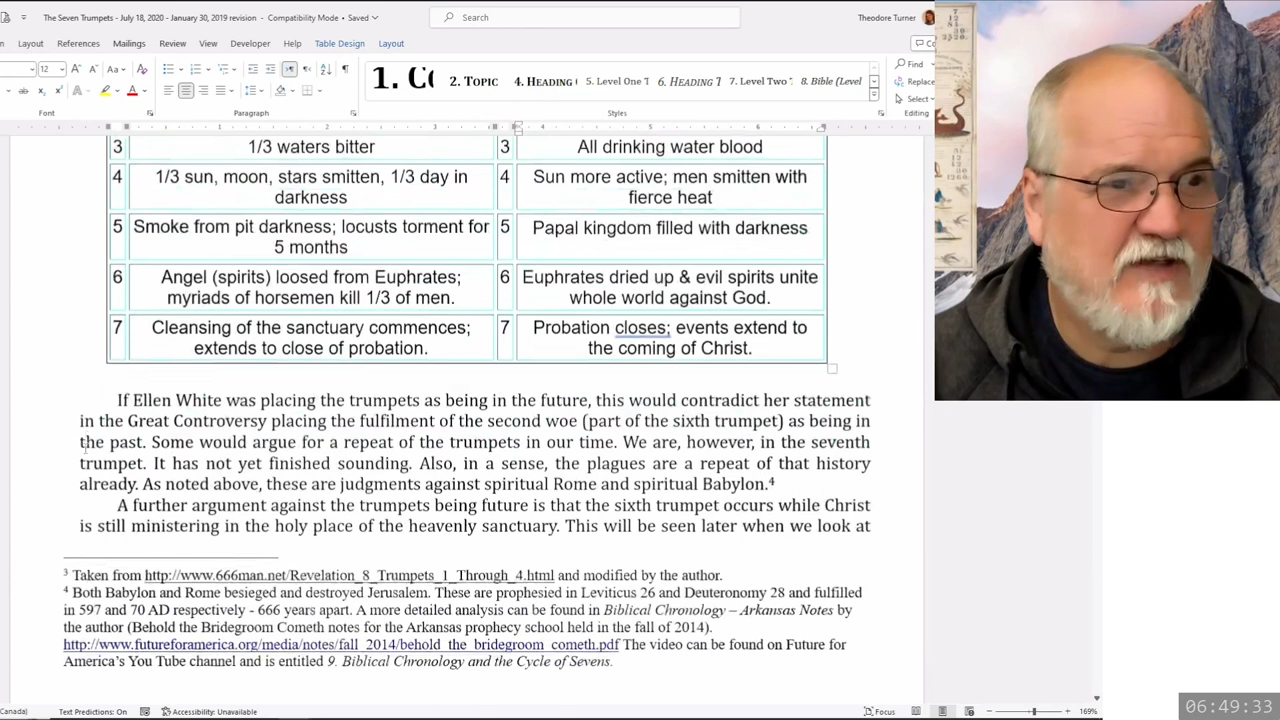 The Seven Trumpets - July 18, 2020 - January 30, 2019 revision - Compatibility Mode • Saved
Search
Theodore Turner
Layout References Mailings Review View Developer Help Table Design Layout
12 Aa
1. Co 2. TOPIC 4. HEADING 5. Level One T 6. HEADING T 7. Level Two 8. Bible (Level
Find
Replace
Select
Font Paragraph Styles Editing
3 1/3 waters bitter 3 All drinking water blood
4 1/3 sun, moon, stars smitten, 1/3 day in 4 Sun more active; men smitten with
darkness fierce heat
5 Smoke from pit darkness; locusts torment for 5 Papal kingdom filled with darkness
5 months
6 Angel (spirits) loosed from Euphrates; 6 Euphrates dried up & evil spirits unite
myriads of horsemen kill 1/3 of men. whole world against God.
7 Cleansing of the sanctuary commences; 7 Probation closes; events extend to
extends to close of probation. the coming of Christ.
If Ellen White was placing the trumpets as being in the future, this would contradict her statement
in the Great Controversy placing the fulfilment of the second woe (part of the sixth trumpet) as being in
the past. Some would argue for a repeat of the trumpets in our time. We are, however, in the seventh
trumpet. It has not yet finished sounding. Also, in a sense, the plagues are a repeat of that history
already. As noted above, these are judgments against spiritual Rome and spiritual Babylon.4
A further argument against the trumpets being future is that the sixth trumpet occurs while Christ
is still ministering in the holy place of the heavenly sanctuary. This will be seen later when we look at
3 Taken from http://www.666man.net/Revelation_8_Trumpets_1_Through_4.html and modified by the author.
4 Both Babylon and Rome besieged and destroyed Jerusalem. These are prophesied in Leviticus 26 and Deuteronomy 28 and fulfilled
in 597 and 70 AD respectively - 666 years apart. A more detailed analysis can be found in Biblical Chronology – Arkansas Notes by
the author (Behold the Bridegroom Cometh notes for the Arkansas prophecy school held in the fall of 2014).
http://www.futureforamerica.org/media/notes/fall_2014/behold_the_bridegroom_cometh.pdf The video can be found on Future for
America's You Tube channel and is entitled 9. Biblical Chronology and the Cycle of Sevens.
Canada) Text Predictions: On Accessibility: Unavailable Focus 169%
06:49:33